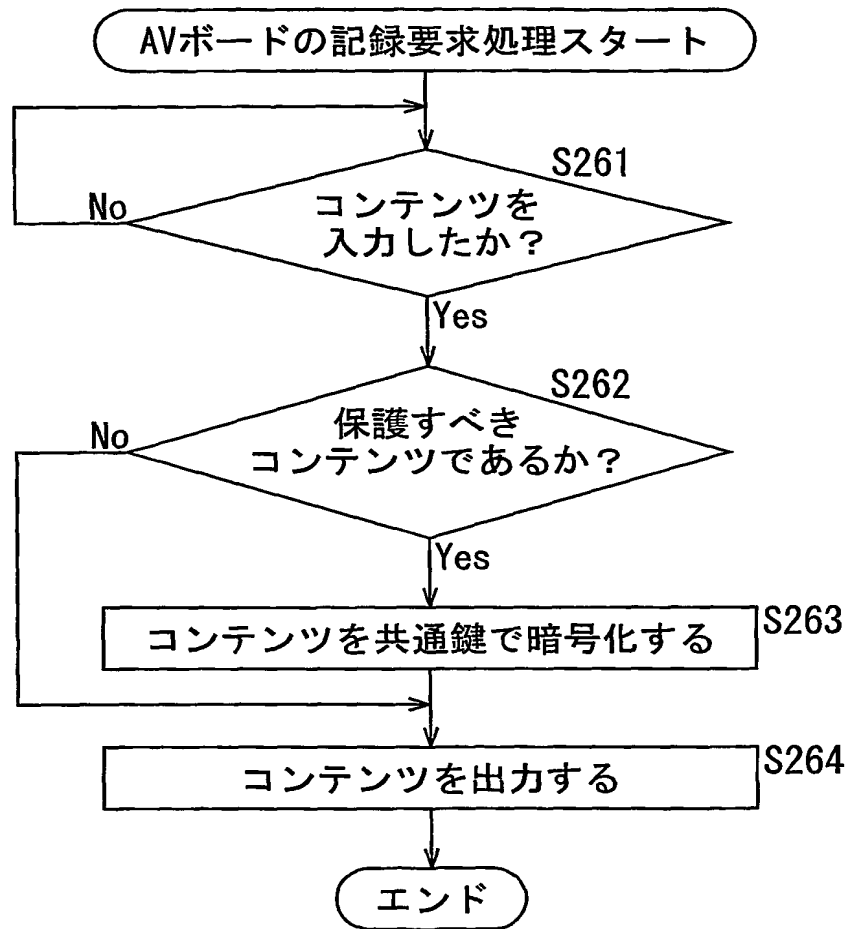 AVボードの記録要求処理スタート
S261
コンテンツを
入力したか？
No
Yes
S262
保護すべき
コンテンツであるか？
No
Yes
コンテンツを共通鍵で暗号化する
S263
コンテンツを出力する
S264
エンド